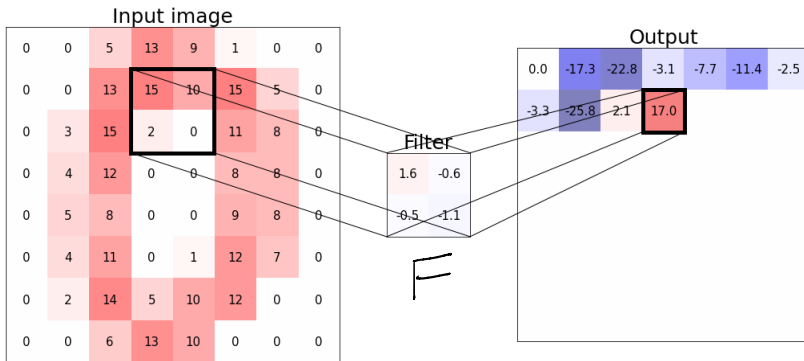 Input image
0 0 5 13 9 1 0 0
0 0 13 15 10 15 5 0
0 3 15 2 0 11 8 0
0 4 12 0 0 8 8 0
0 5 8 0 0 9 8 0
0 4 11 0 1 12 7 0
0 2 14 5 10 12 0 0
0 0 6 13 10 0 0 0
Filter
1.6 -0.6
-0.5 -1.1
F
Output
0.0 -17.3 -22.8 -3.1 -7.7 -11.4 -2.5
-3.3 -25.8 2.1 17.0